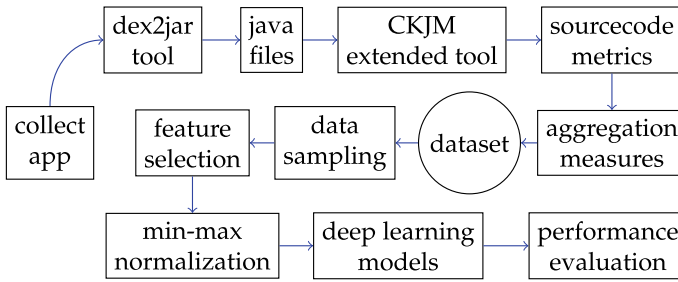 dex2jar
tool
java
files
CKJM
extended tool
sourcecode
metrics
collect
app
feature
selection
data
sampling
dataset
aggregation
measures
min-max
normalization
deep learning
models
performance
evaluation